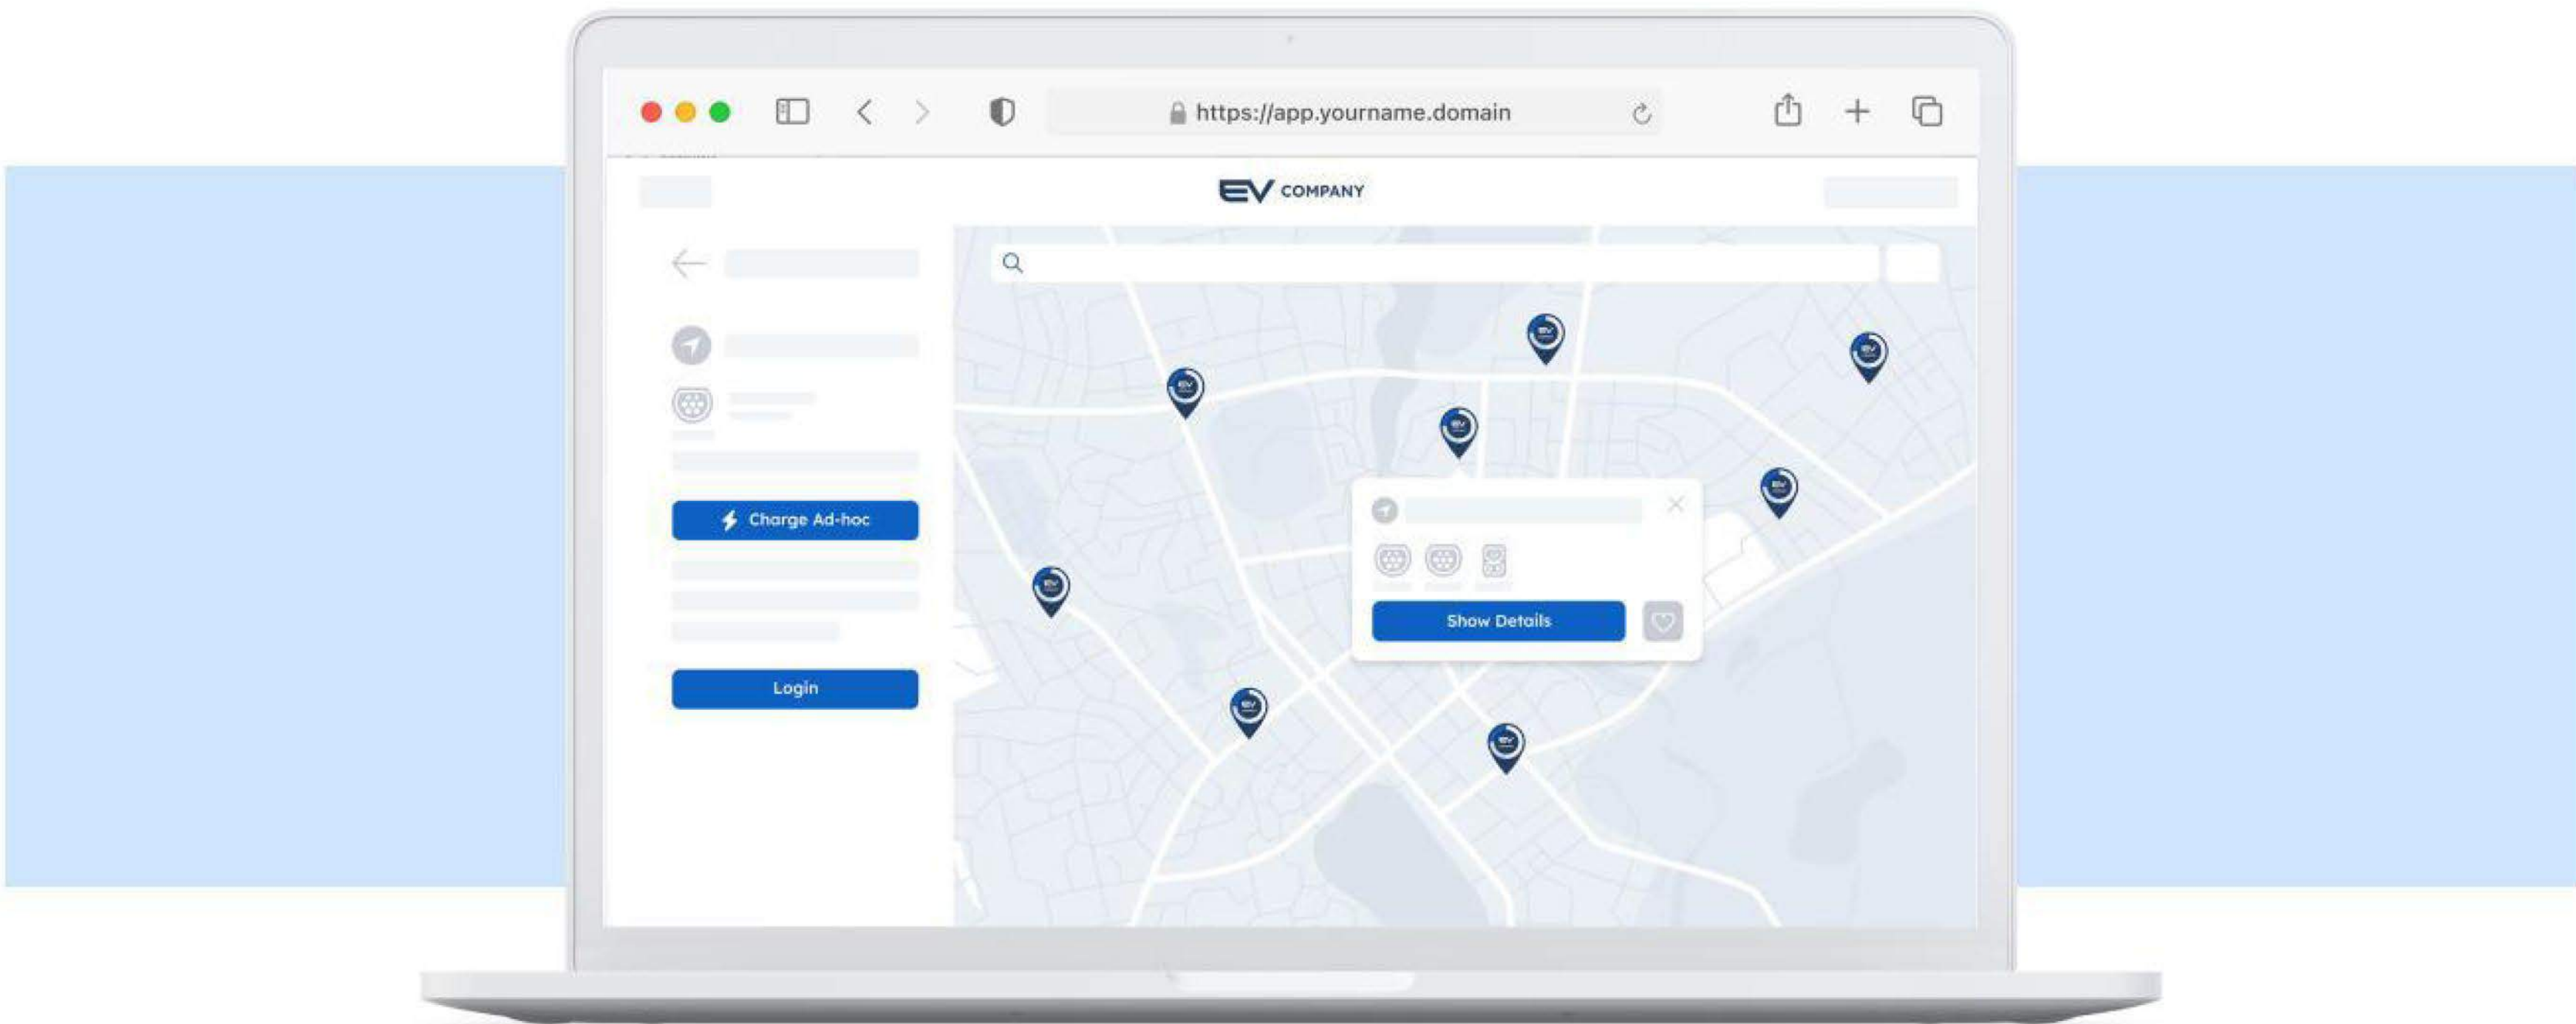 https://app.yourname.domain
EV COMPANY
Charge Ad-hoc
Show Details
Login